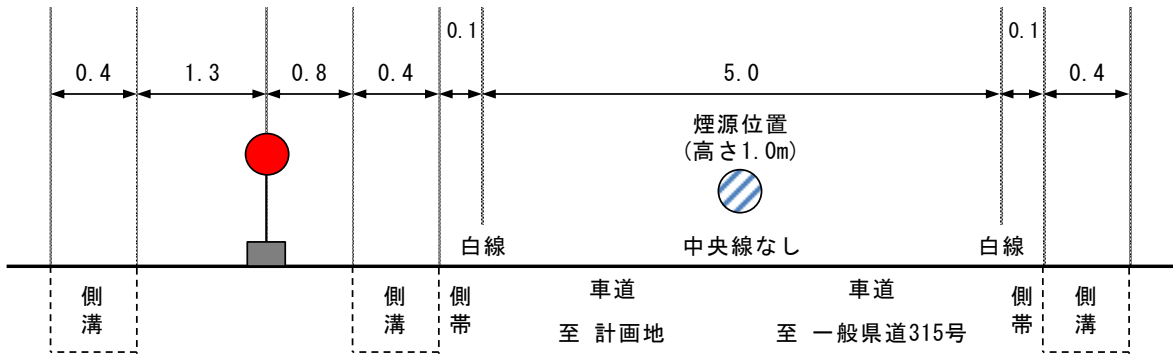 0.1
0.1
0.4
1.3
0.8
0.4
5.0
0.4
煙源位置
(高さ1.0m)
白線
中央線なし
白線
側溝
側溝
側帯
車道
車道
側帯
側溝
至 計画地
至 一般県道315号